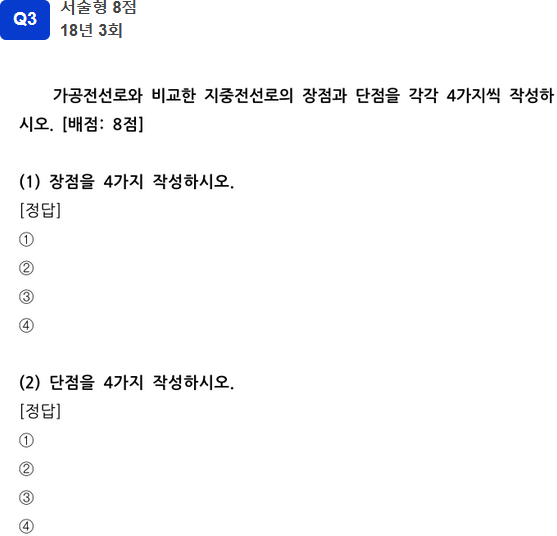 Q3
서술형 8점
18년 3회
가공전선로와 비교한 지중전선로의 장점과 단점을 각각 4가지씩 작성하
시오. [배점: 8점]
(1) 장점을 4가지 작성하시오.
[정답]
①
②
③
④
(2) 단점을 4가지 작성하시오.
[정답]
①
②
③
④